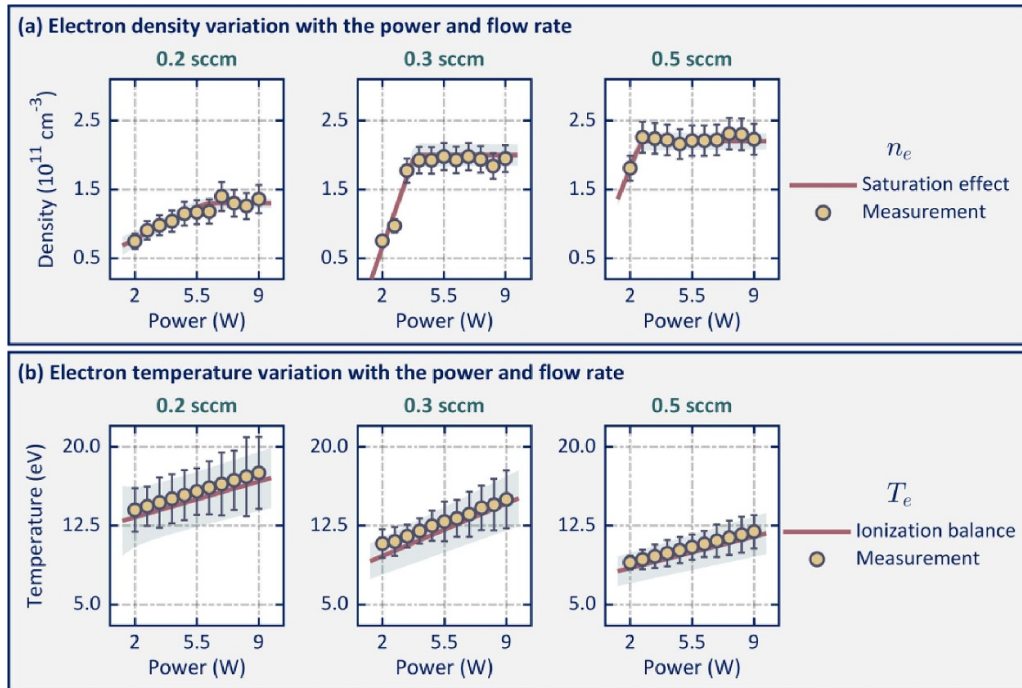 (a) Electron density variation with the power and flow rate
0.2 sccm
0.3 sccm
0.5 sccm
Density (10¹¹ cm⁻³)
2.5
1.5
0.5
2.5
1.5
0.5
2.5
1.5
0.5
2 5.5 9
2 5.5 9
2 5.5 9
Power (W)
Power (W)
Power (W)
nₑ
Saturation effect
Measurement
(b) Electron temperature variation with the power and flow rate
0.2 sccm
0.3 sccm
0.5 sccm
Temperature (eV)
20.0
12.5
5.0
20.0
12.5
5.0
20.0
12.5
5.0
2 5.5 9
2 5.5 9
2 5.5 9
Power (W)
Power (W)
Power (W)
Tₑ
Ionization balance
Measurement